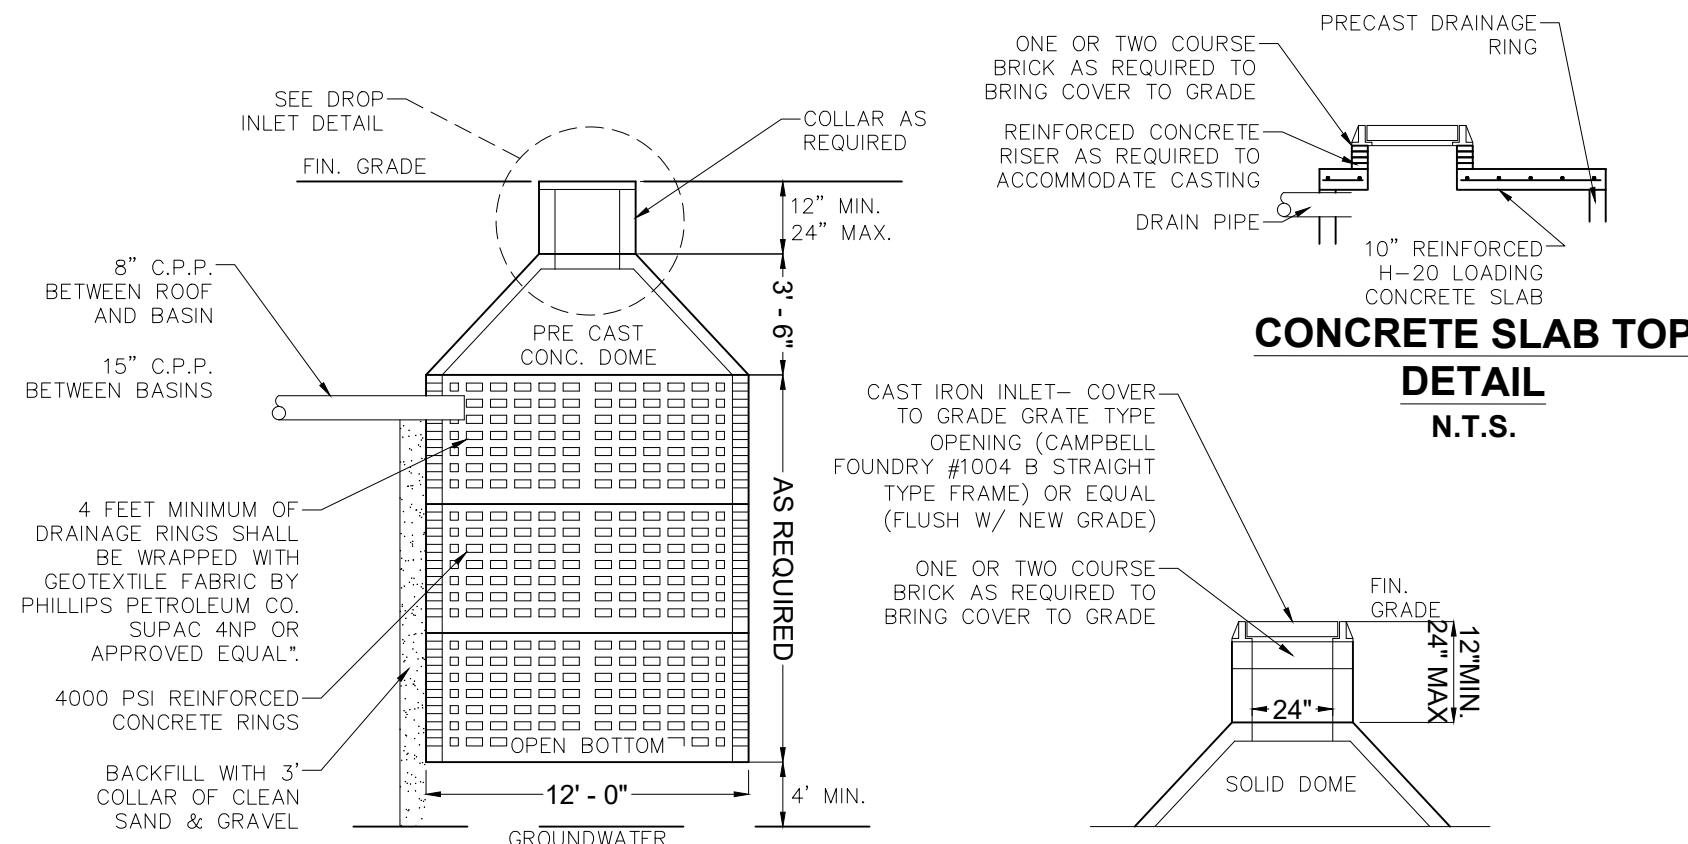 SEE DROP
INLET DETAIL
FIN. GRADE
COLLAR AS
REQUIRED
12" MIN.
24" MAX.
8" C.P.P.
BETWEEN ROOF
AND BASIN
15" C.P.P.
BETWEEN BASINS
3' - 6"
PRE CAST
CONC. DOME
4 FEET MINIMUM OF
DRAINAGE RINGS SHALL
BE WRAPPED WITH
GEOTEXTILE FABRIC BY
PHILLIPS PETROLEUM CO.
SUPAC 4NP OR
APPROVED EQUAL".
AS REQUIRED
4000 PSI REINFORCED
CONCRETE RINGS
BACKFILL WITH 3'
COLLAR OF CLEAN
SAND & GRAVEL
OPEN BOTTOM
12' - 0"
4' MIN.
GROUNDWATER
PRECAST DRAINAGE
RING
ONE OR TWO COURSE
BRICK AS REQUIRED TO
BRING COVER TO GRADE
REINFORCED CONCRETE
RISER AS REQUIRED TO
ACCOMMODATE CASTING
DRAIN PIPE
10" REINFORCED
H-20 LOADING
CONCRETE SLAB
CONCRETE SLAB TOP
DETAIL
N.T.S.
CAST IRON INLET- COVER
TO GRADE GRATE TYPE
OPENING (CAMPBELL
FOUNDRY #1004 B STRAIGHT
TYPE FRAME) OR EQUAL
(FLUSH W/ NEW GRADE)
ONE OR TWO COURSE
BRICK AS REQUIRED TO
BRING COVER TO GRADE
FIN.
GRADE
12"MIN.
24" MAX
24"
SOLID DOME